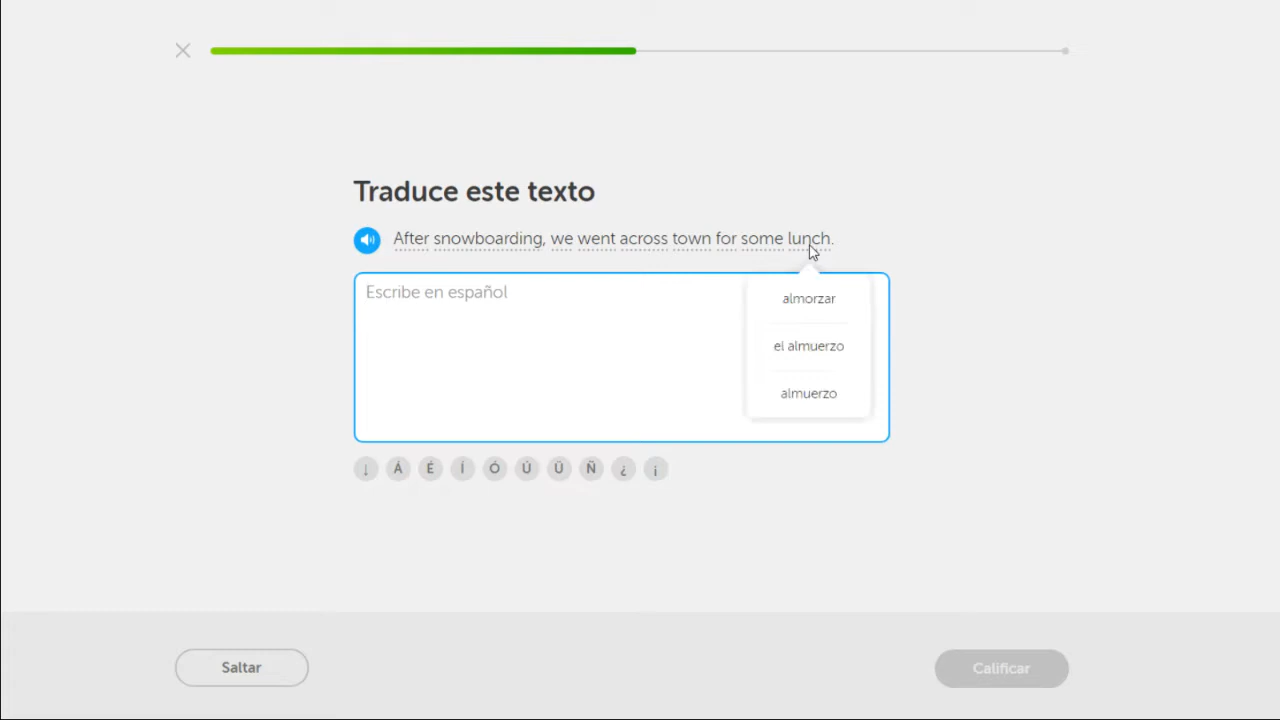 Traduce este texto
After snowboarding, we went across town for some lunch.
Escribe en español
almorzar
el almuerzo
almuerzo
↓ Á É Í Ó Ú Ü Ñ ¿ ¡
Saltar
Calificar